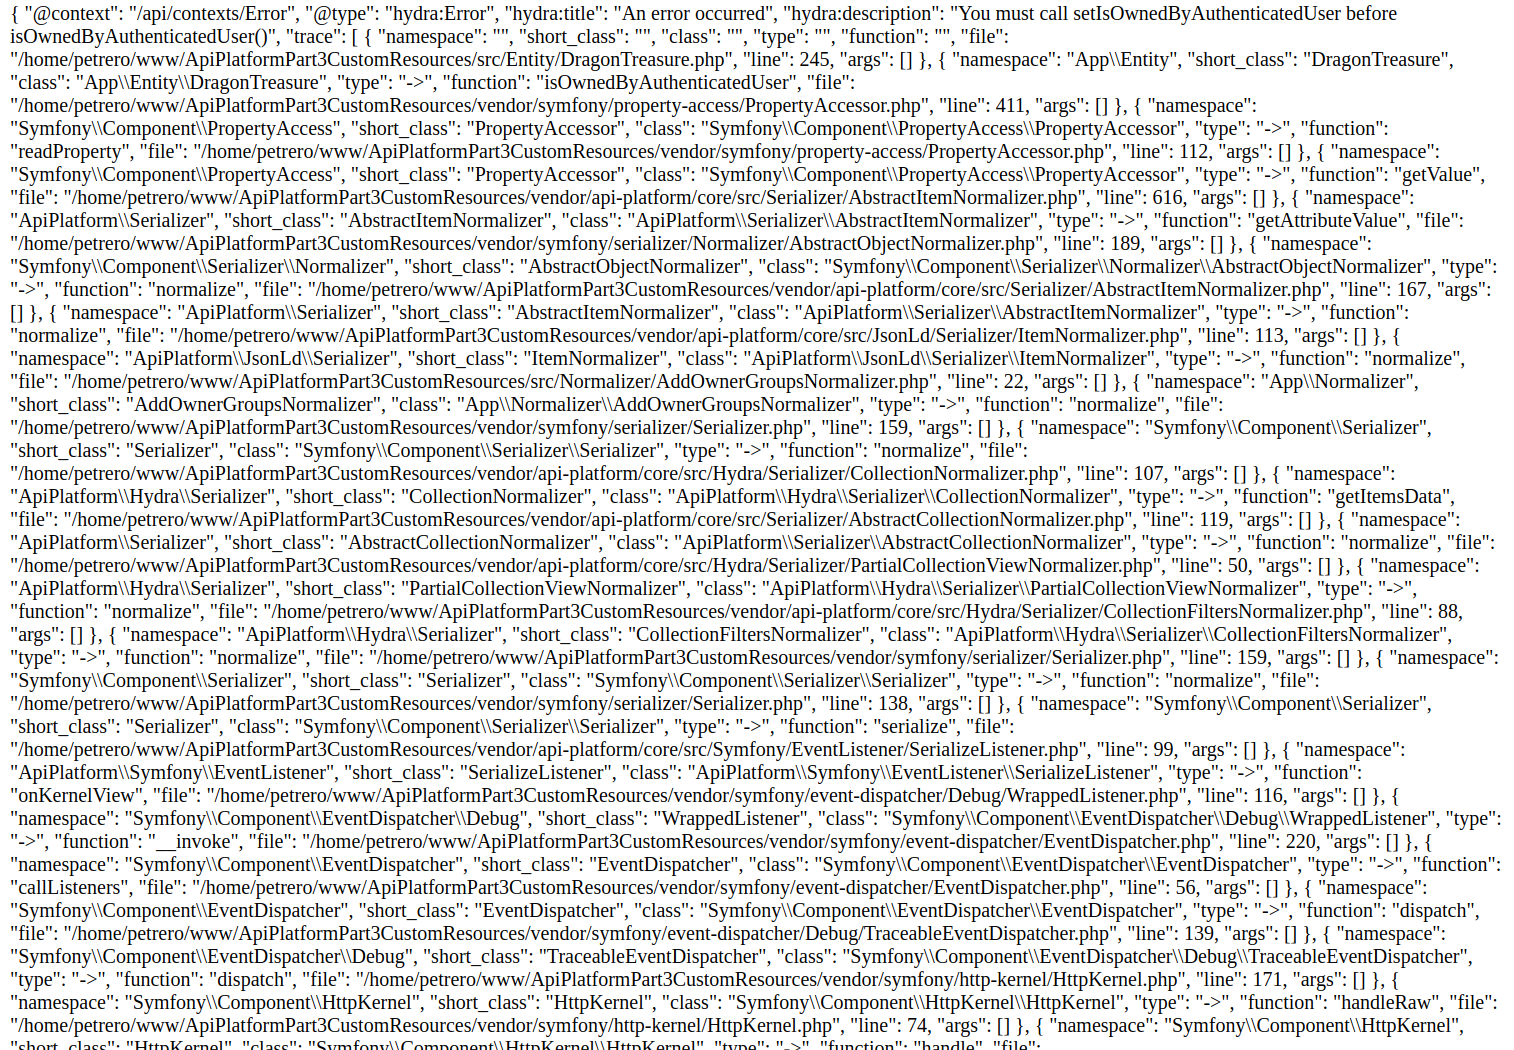 { "@context": "/api/contexts/Error", "@type": "hydra:Error", "hydra:title": "An error occurred", "hydra:description": "You must call setIsOwnedByAuthenticatedUser before
isOwnedByAuthenticatedUser()", "trace": [ { "namespace": "", "short_class": "", "class": "", "type": "", "function": "", "file":
"/home/petrero/www/ApiPlatformPart3CustomResources/src/Entity/DragonTreasure.php", "line": 245, "args": [] }, { "namespace": "App\\Entity", "short_class": "DragonTreasure",
"class": "App\\Entity\\DragonTreasure", "type": "->", "function": "isOwnedByAuthenticatedUser", "file":
"/home/petrero/www/ApiPlatformPart3CustomResources/vendor/symfony/property-access/PropertyAccessor.php", "line": 411, "args": [] }, { "namespace":
"Symfony\\Component\\PropertyAccess", "short_class": "PropertyAccessor", "class": "Symfony\\Component\\PropertyAccess\\PropertyAccessor", "type": "->", "function":
"readProperty", "file": "/home/petrero/www/ApiPlatformPart3CustomResources/vendor/symfony/property-access/PropertyAccessor.php", "line": 112, "args": [] }, { "namespace":
"Symfony\\Component\\PropertyAccess", "short_class": "PropertyAccessor", "class": "Symfony\\Component\\PropertyAccess\\PropertyAccessor", "type": "->", "function": "getValue",
"file": "/home/petrero/www/ApiPlatformPart3CustomResources/vendor/api-platform/core/src/Serializer/AbstractItemNormalizer.php", "line": 616, "args": [] }, { "namespace":
"ApiPlatform\\Serializer", "short_class": "AbstractItemNormalizer", "class": "ApiPlatform\\Serializer\\AbstractItemNormalizer", "type": "->", "function": "getAttributeValue", "file":
"/home/petrero/www/ApiPlatformPart3CustomResources/vendor/symfony/serializer/Normalizer/AbstractObjectNormalizer.php", "line": 189, "args": [] }, { "namespace":
"Symfony\\Component\\Serializer\\Normalizer", "short_class": "AbstractObjectNormalizer", "class": "Symfony\\Component\\Serializer\\Normalizer\\AbstractObjectNormalizer", "type":
"->", "function": "normalize", "file": "/home/petrero/www/ApiPlatformPart3CustomResources/vendor/api-platform/core/src/Serializer/AbstractItemNormalizer.php", "line": 167, "args":
[] }, { "namespace": "ApiPlatform\\Serializer", "short_class": "AbstractItemNormalizer", "class": "ApiPlatform\\Serializer\\AbstractItemNormalizer", "type": "->", "function":
"normalize", "file": "/home/petrero/www/ApiPlatformPart3CustomResources/vendor/api-platform/core/src/JsonLd/Serializer/ItemNormalizer.php", "line": 113, "args": [] }, {
"namespace": "ApiPlatform\\JsonLd\\Serializer", "short_class": "ItemNormalizer", "class": "ApiPlatform\\JsonLd\\Serializer\\ItemNormalizer", "type": "->", "function": "normalize",
"file": "/home/petrero/www/ApiPlatformPart3CustomResources/src/Normalizer/AddOwnerGroupsNormalizer.php", "line": 22, "args": [] }, { "namespace": "App\\Normalizer",
"short_class": "AddOwnerGroupsNormalizer", "class": "App\\Normalizer\\AddOwnerGroupsNormalizer", "type": "->", "function": "normalize", "file":
"/home/petrero/www/ApiPlatformPart3CustomResources/vendor/symfony/serializer/Serializer.php", "line": 159, "args": [] }, { "namespace": "Symfony\\Component\\Serializer",
"short_class": "Serializer", "class": "Symfony\\Component\\Serializer\\Serializer", "type": "->", "function": "normalize", "file":
"/home/petrero/www/ApiPlatformPart3CustomResources/vendor/api-platform/core/src/Hydra/Serializer/CollectionNormalizer.php", "line": 107, "args": [] }, { "namespace":
"ApiPlatform\\Hydra\\Serializer", "short_class": "CollectionNormalizer", "class": "ApiPlatform\\Hydra\\Serializer\\CollectionNormalizer", "type": "->", "function": "getItemsData",
"file": "/home/petrero/www/ApiPlatformPart3CustomResources/vendor/api-platform/core/src/Serializer/AbstractCollectionNormalizer.php", "line": 119, "args": [] }, { "namespace":
"ApiPlatform\\Serializer", "short_class": "AbstractCollectionNormalizer", "class": "ApiPlatform\\Serializer\\AbstractCollectionNormalizer", "type": "->", "function": "normalize", "file":
"/home/petrero/www/ApiPlatformPart3CustomResources/vendor/api-platform/core/src/Hydra/Serializer/PartialCollectionViewNormalizer.php", "line": 50, "args": [] }, { "namespace":
"ApiPlatform\\Hydra\\Serializer", "short_class": "PartialCollectionViewNormalizer", "class": "ApiPlatform\\Hydra\\Serializer\\PartialCollectionViewNormalizer", "type": "->",
"function": "normalize", "file": "/home/petrero/www/ApiPlatformPart3CustomResources/vendor/api-platform/core/src/Hydra/Serializer/CollectionFiltersNormalizer.php", "line": 88,
"args": [] }, { "namespace": "ApiPlatform\\Hydra\\Serializer", "short_class": "CollectionFiltersNormalizer", "class": "ApiPlatform\\Hydra\\Serializer\\CollectionFiltersNormalizer",
"type": "->", "function": "normalize", "file": "/home/petrero/www/ApiPlatformPart3CustomResources/vendor/symfony/serializer/Serializer.php", "line": 159, "args": [] }, { "namespace":
"Symfony\\Component\\Serializer", "short_class": "Serializer", "class": "Symfony\\Component\\Serializer\\Serializer", "type": "->", "function": "normalize", "file":
"/home/petrero/www/ApiPlatformPart3CustomResources/vendor/symfony/serializer/Serializer.php", "line": 138, "args": [] }, { "namespace": "Symfony\\Component\\Serializer",
"short_class": "Serializer", "class": "Symfony\\Component\\Serializer\\Serializer", "type": "->", "function": "serialize", "file":
"/home/petrero/www/ApiPlatformPart3CustomResources/vendor/api-platform/core/src/Symfony/EventListener/SerializeListener.php", "line": 99, "args": [] }, { "namespace":
"ApiPlatform\\Symfony\\EventListener", "short_class": "SerializeListener", "class": "ApiPlatform\\Symfony\\EventListener\\SerializeListener", "type": "->", "function":
"onKernelView", "file": "/home/petrero/www/ApiPlatformPart3CustomResources/vendor/symfony/event-dispatcher/Debug/WrappedListener.php", "line": 116, "args": [] }, {
"namespace": "Symfony\\Component\\EventDispatcher\\Debug", "short_class": "WrappedListener", "class": "Symfony\\Component\\EventDispatcher\\Debug\\WrappedListener", "type":
"->", "function": "__invoke", "file": "/home/petrero/www/ApiPlatformPart3CustomResources/vendor/symfony/event-dispatcher/EventDispatcher.php", "line": 220, "args": [] }, {
"namespace": "Symfony\\Component\\EventDispatcher", "short_class": "EventDispatcher", "class": "Symfony\\Component\\EventDispatcher\\EventDispatcher", "type": "->", "function":
"callListeners", "file": "/home/petrero/www/ApiPlatformPart3CustomResources/vendor/symfony/event-dispatcher/EventDispatcher.php", "line": 56, "args": [] }, { "namespace":
"Symfony\\Component\\EventDispatcher", "short_class": "EventDispatcher", "class": "Symfony\\Component\\EventDispatcher\\EventDispatcher", "type": "->", "function": "dispatch",
"file": "/home/petrero/www/ApiPlatformPart3CustomResources/vendor/symfony/event-dispatcher/Debug/TraceableEventDispatcher.php", "line": 139, "args": [] }, { "namespace":
"Symfony\\Component\\EventDispatcher\\Debug", "short_class": "TraceableEventDispatcher", "class": "Symfony\\Component\\EventDispatcher\\Debug\\TraceableEventDispatcher",
"type": "->", "function": "dispatch", "file": "/home/petrero/www/ApiPlatformPart3CustomResources/vendor/symfony/http-kernel/HttpKernel.php", "line": 171, "args": [] }, {
"namespace": "Symfony\\Component\\HttpKernel", "short_class": "HttpKernel", "class": "Symfony\\Component\\HttpKernel\\HttpKernel", "type": "->", "function": "handleRaw", "file":
"/home/petrero/www/ApiPlatformPart3CustomResources/vendor/symfony/http-kernel/HttpKernel.php", "line": 74, "args": [] }, { "namespace": "Symfony\\Component\\HttpKernel",
"short_class": "HttpKernel", "class": "Symfony\\Component\\HttpKernel\\HttpKernel", "type": "->", "function": "handle", "file":